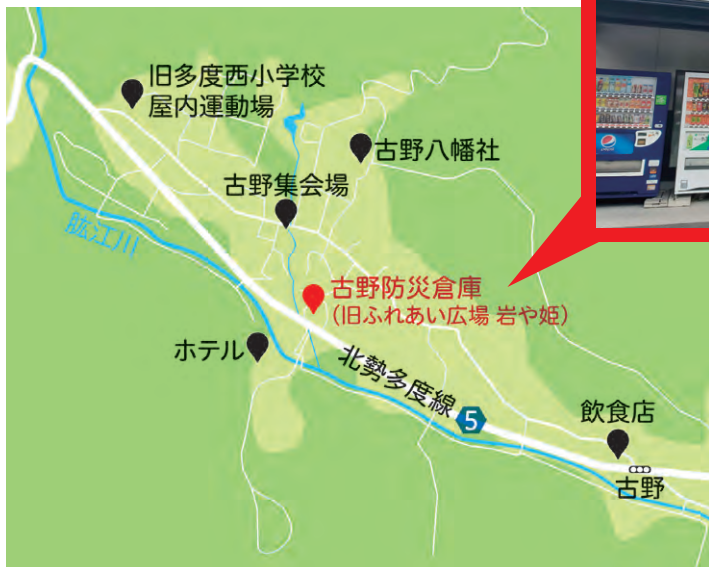 旧多度西小学校
屋内運動場
古野八幡社
古野集会場
肱江川
古野防災倉庫
（旧ふれあい広場 岩や姫）
ホテル
北勢多度線
5
飲食店
古野
pepsi